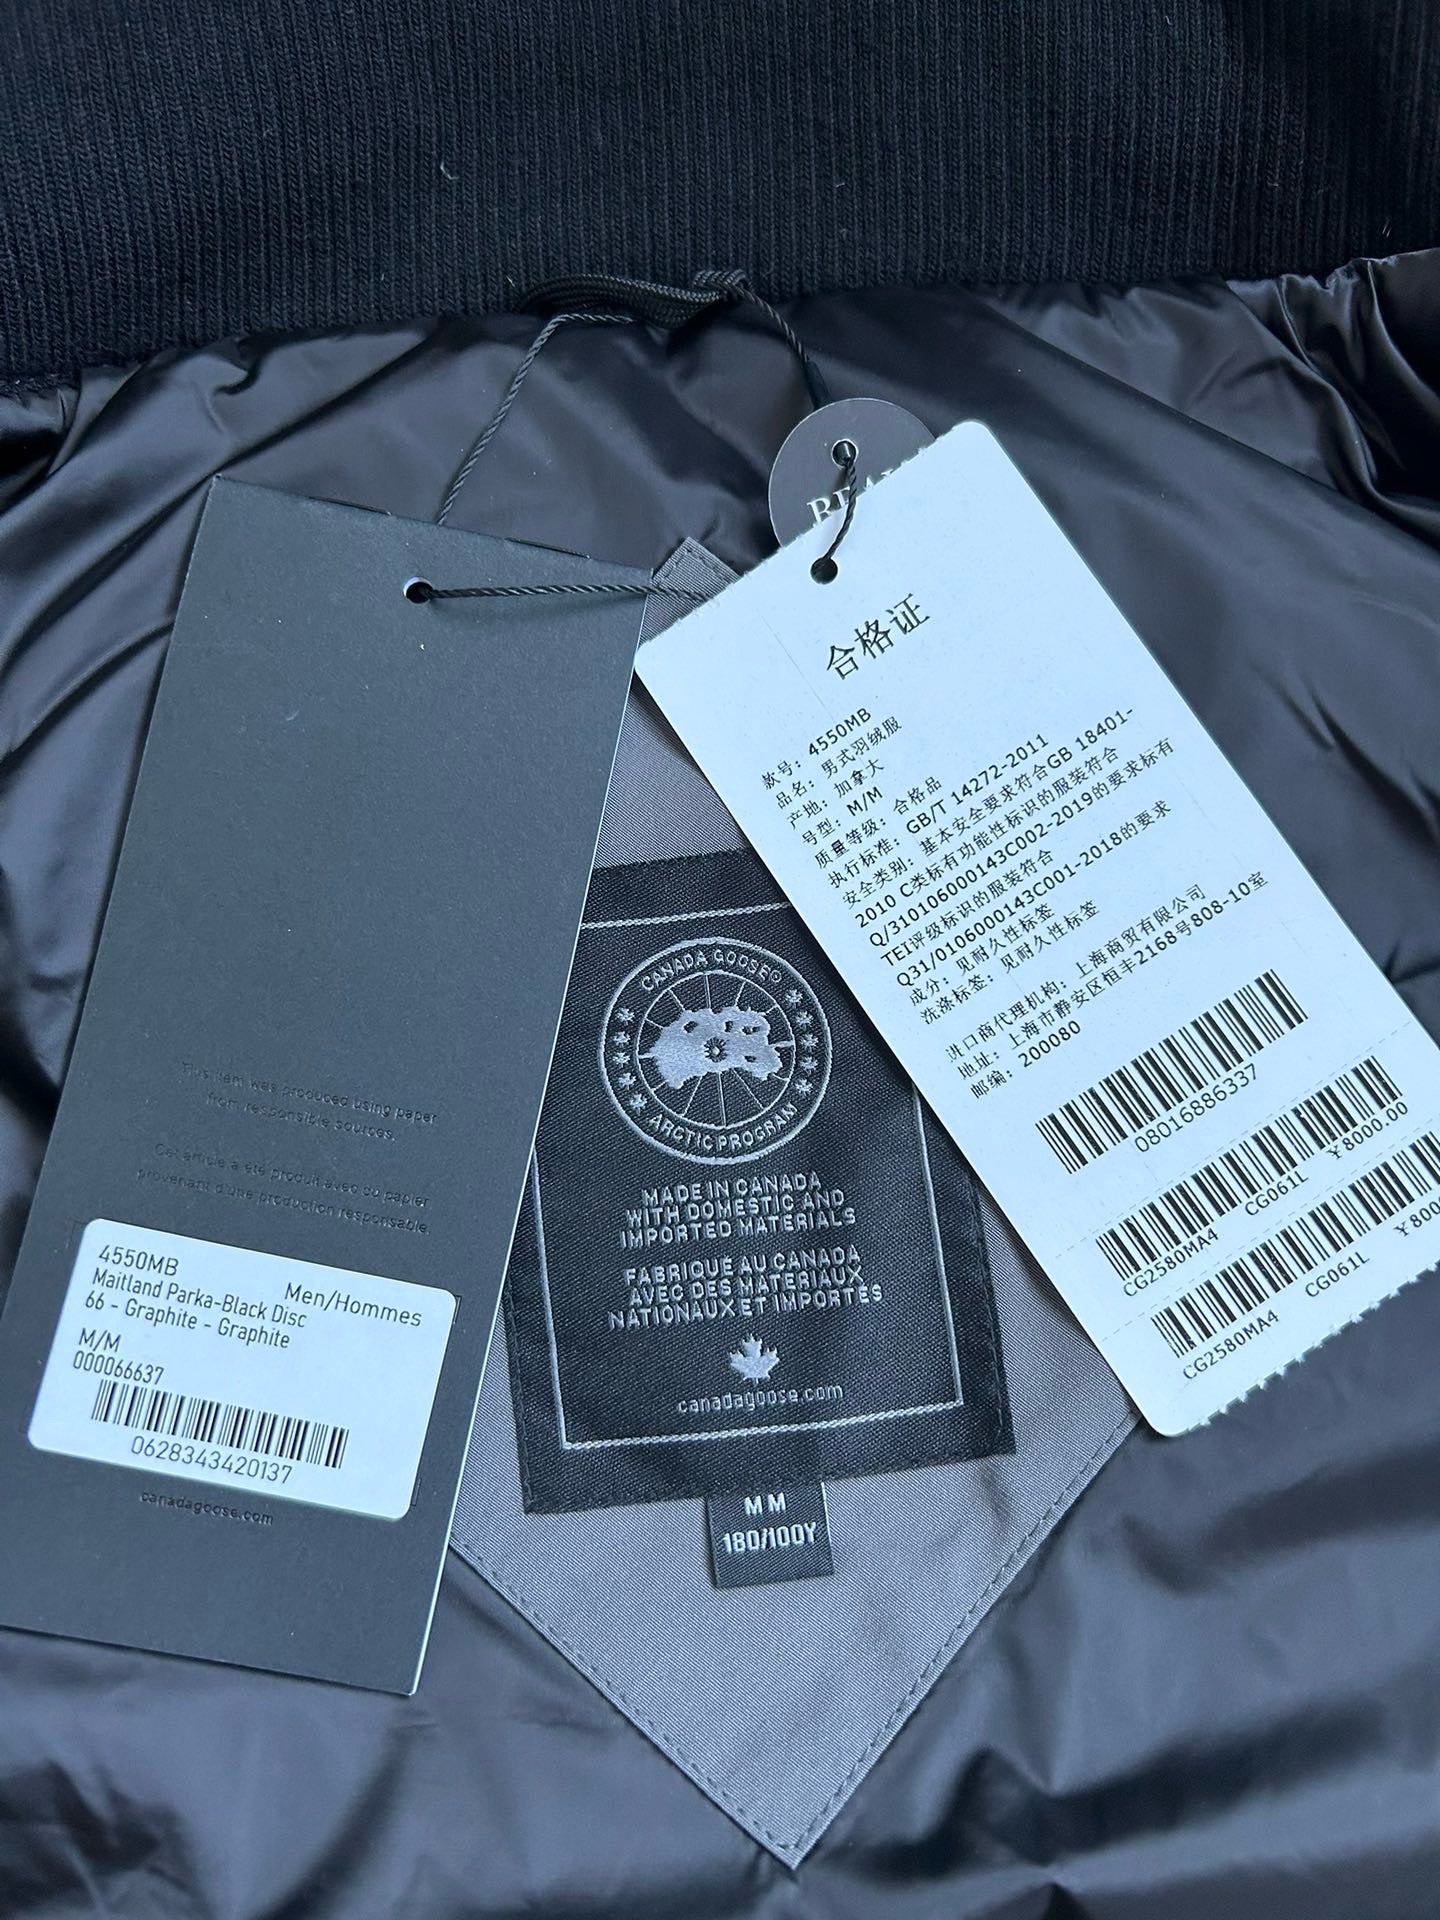 This item was produced using paper
from responsible sources.
Cet article a été produit avec du papier
provenant d'une production responsable.
4550MB
Men/Hommes
Maitland Parka-Black Disc
66 - Graphite - Graphite
M/M
000066637
0628343420137
canadagoose.com
CANADA GOOSE®
ARCTIC PROGRAM
MADE IN CANADA
WITH DOMESTIC AND
IMPORTED MATERIALS
FABRIQUÉ AU CANADA
AVEC DES MATÉRIAUX
NATIONAUX ET IMPORTÉS
canadagoose.com
M M
180/100Y
合格证
款号: 4550MB
品名: 男式羽绒服
产地: 加拿大
号型: M/M
质量等级: 合格品
执行标准: GB/T 14272-2011
安全类别: 基本安全要求符合GB 18401-
2010 C类标有功能性标识的服装符合
Q/310106000143C002-2019的要求标有
TEI评级标识的服装符合
Q31/0106000143C001-2018的要求
成分: 见耐久性标签
洗涤标签: 见耐久性标签
进口商代理机构: 上海商贸有限公司
地址: 上海市静安区恒丰2168号808-10室
邮编: 200080
08016886337
CG2580MA4 CG061L ¥8000.00
CG2580MA4 CG061L ¥800